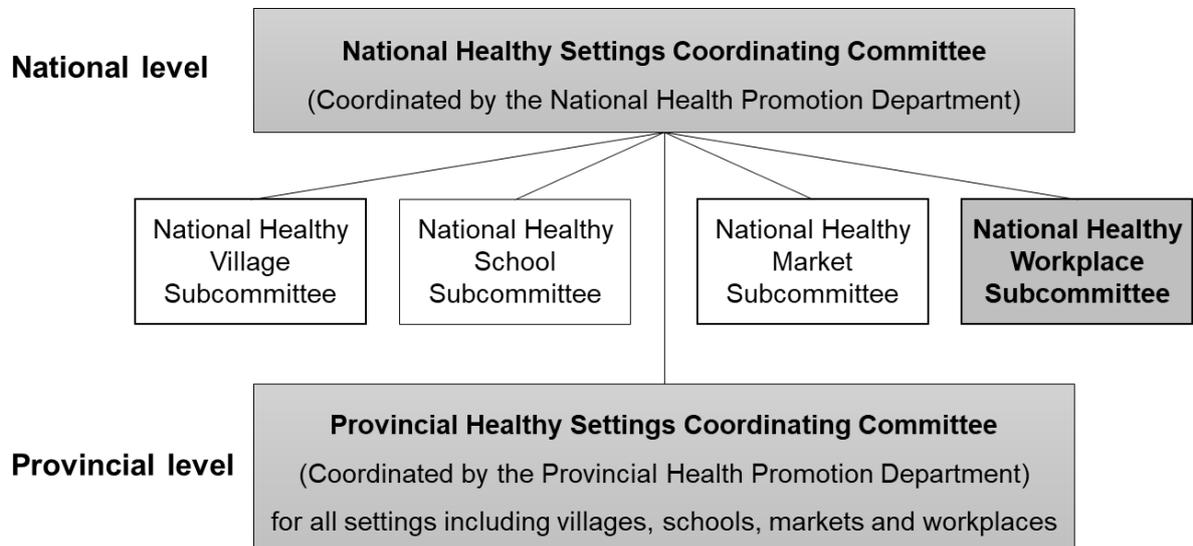 National level
National Healthy Settings Coordinating Committee
(Coordinated by the National Health Promotion Department)
National Healthy
Village
Subcommittee
National Healthy
School
Subcommittee
National Healthy
Market
Subcommittee
National Healthy
Workplace
Subcommittee
Provincial level
Provincial Healthy Settings Coordinating Committee
(Coordinated by the Provincial Health Promotion Department)
for all settings including villages, schools, markets and workplaces